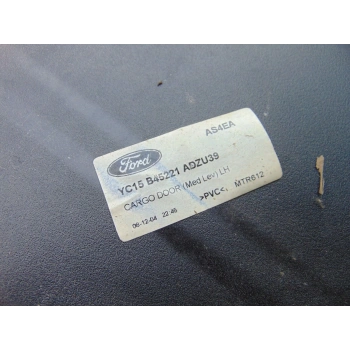 AS4EA
Ford
YC15 B45221 ADZU39
CARGO DOOR (Med Lev) LH
>PVC<, MTR612
06-12-04 22:46